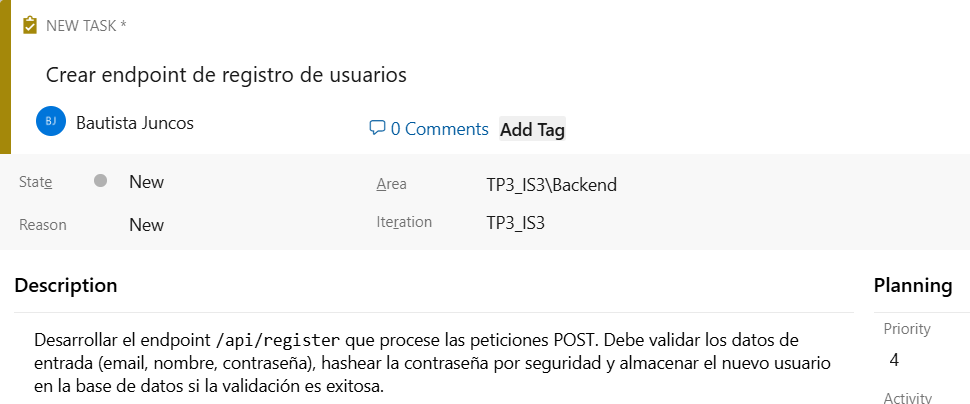 NEW TASK *
Crear endpoint de registro de usuarios
BJ
Bautista Juncos
0 Comments
Add Tag
State
New
Area
TP3_IS3\Backend
Reason
New
Iteration
TP3_IS3
Description
Planning
Desarrollar el endpoint /api/register que procese las peticiones POST. Debe validar los datos de
entrada (email, nombre, contraseña), hashear la contraseña por seguridad y almacenar el nuevo usuario
en la base de datos si la validación es exitosa.
Priority
4
Activity